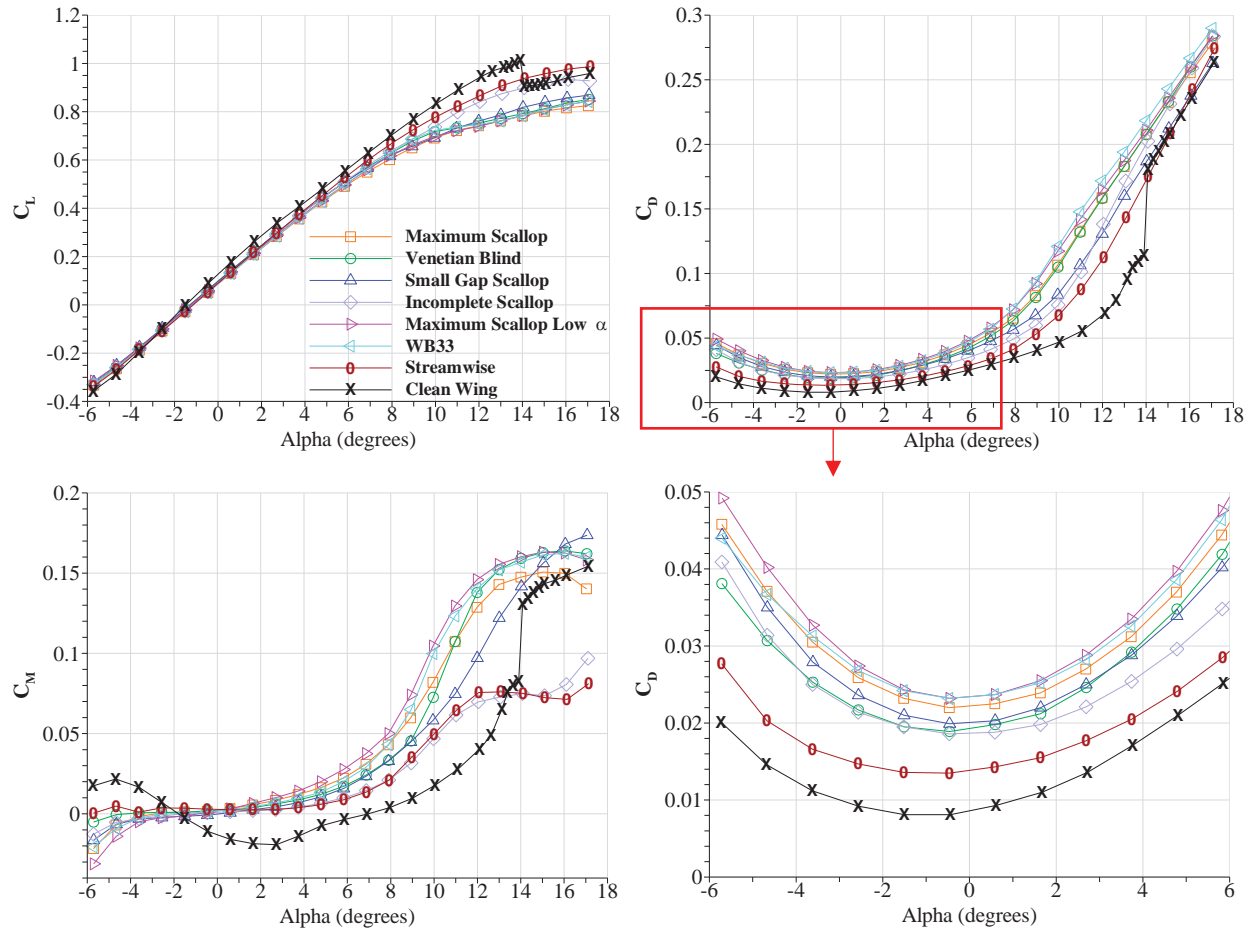 1.2
1
0.8
0.6
0.4
0.2
0
-0.2
-0.4
C_L
-6 -4 -2 0 2 4 6 8 10 12 14 16 18
Alpha (degrees)
Maximum Scallop
Venetian Blind
Small Gap Scallop
Incomplete Scallop
Maximum Scallop Low α
WB33
Streamwise
Clean Wing
0.3
0.25
0.2
0.15
0.1
0.05
0
C_D
-6 -4 -2 0 2 4 6 8 10 12 14 16 18
Alpha (degrees)
0.2
0.15
0.1
0.05
0
C_M
-6 -4 -2 0 2 4 6 8 10 12 14 16 18
Alpha (degrees)
0.05
0.04
0.03
0.02
0.01
0
C_D
-6 -4 -2 0 2 4 6
Alpha (degrees)